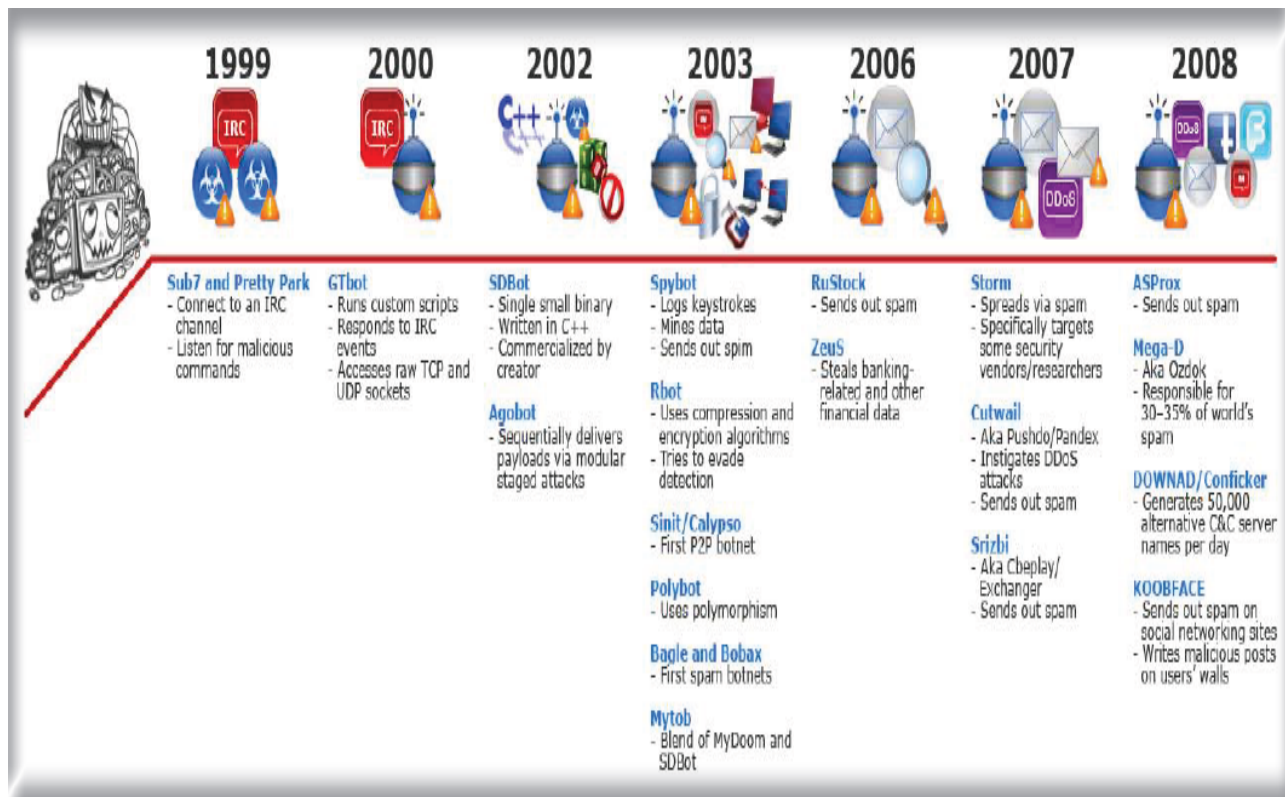 1999
IRC
Sub7 and Pretty Park
- Connect to an IRC
channel
- Listen for malicious
commands
2000
IRC
GTbot
- Runs custom scripts
- Responds to IRC
events
- Accesses raw TCP and
UDP sockets
2002
C++
SDBot
- Single small binary
- Written in C++
- Commercialized by
creator
Agobot
- Sequentially delivers
payloads via modular
staged attacks
2003
Spybot
- Logs keystrokes
- Mines data
- Sends out spim
Rbot
- Uses compression and
encryption algorithms
- Tries to evade
detection
Sinit/Calypso
- First P2P botnet
Polybot
- Uses polymorphism
Bagle and Bobax
- First spam botnets
Mytob
- Blend of MyDoom and
SDBot
2006
RuStock
- Sends out spam
ZeuS
- Steals banking-
related and other
financial data
2007
DDoS
Storm
- Spreads via spam
- Specifically targets
some security
vendors/researchers
Cutwail
- Aka Pushdo/Pandex
- Instigates DDoS
attacks
- Sends out spam
Srizbi
- Aka Cbeplay/
Exchanger
- Sends out spam
2008
DDoS
ASProx
- Sends out spam
Mega-D
- Aka Ozdok
- Responsible for
30–35% of world's
spam
DOWNAD/Conficker
- Generates 50,000
alternative C&C server
names per day
KOOBFACE
- Sends out spam on
social networking sites
- Writes malicious posts
on users' walls